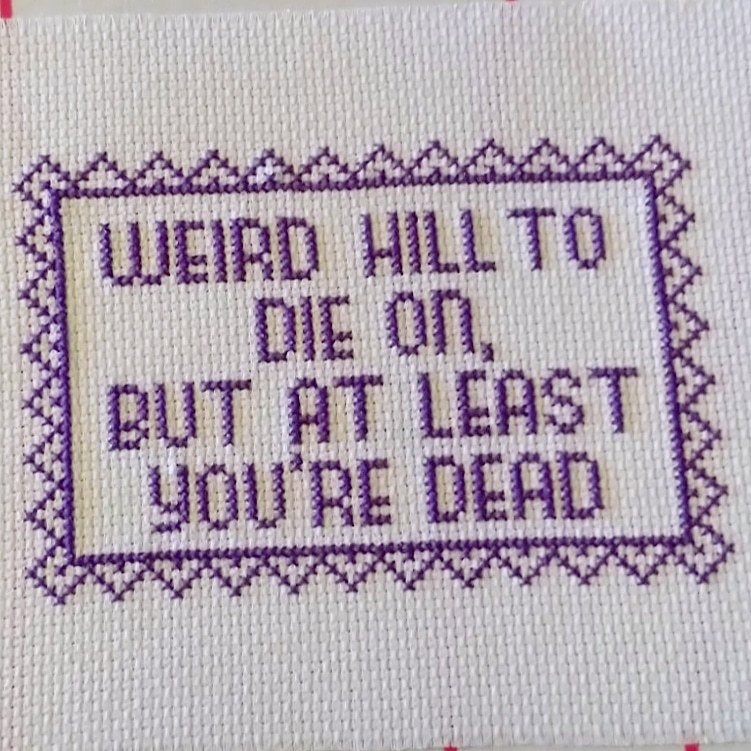 WEIRD HILL TO
DIE ON,
BUT AT LEAST
YOU'RE DEAD